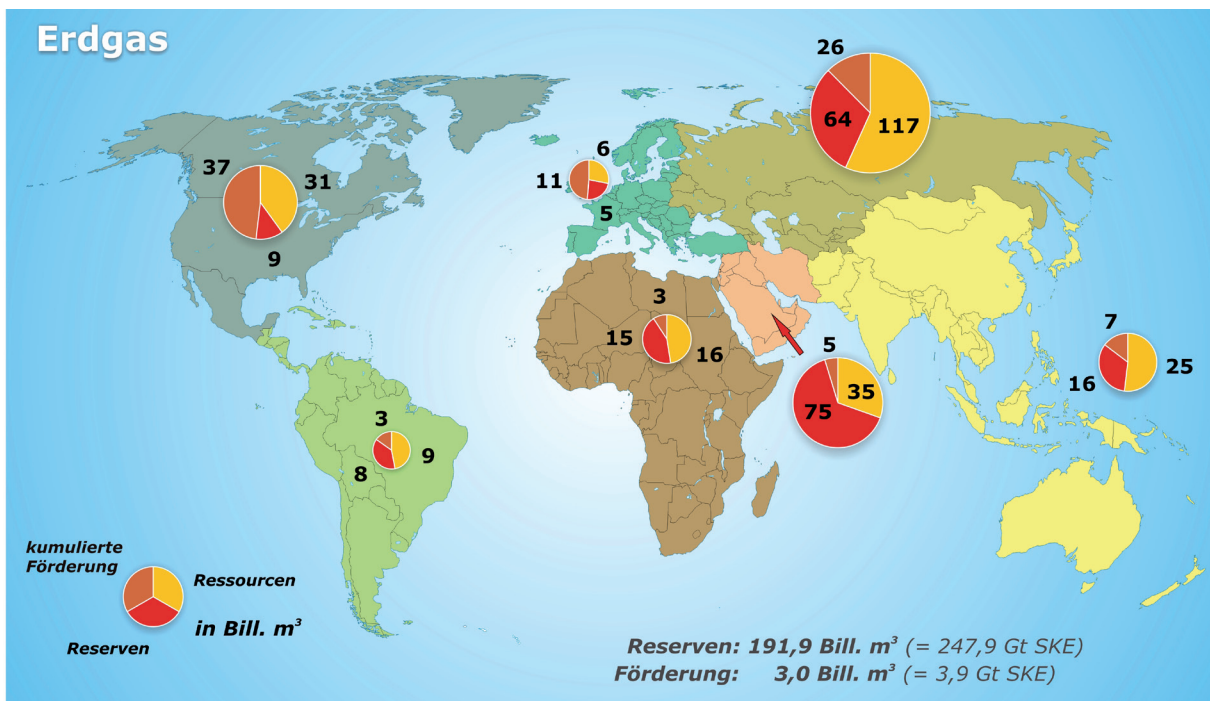 Erdgas
26
64
117
37
31
9
6
11
5
3
15
16
5
75
35
7
16
25
3
8
9
kumulierte
Förderung
Ressourcen
in Bill. m³
Reserven
Reserven: 191,9 Bill. m³ (= 247,9 Gt SKE)
Förderung: 3,0 Bill. m³ (= 3,9 Gt SKE)